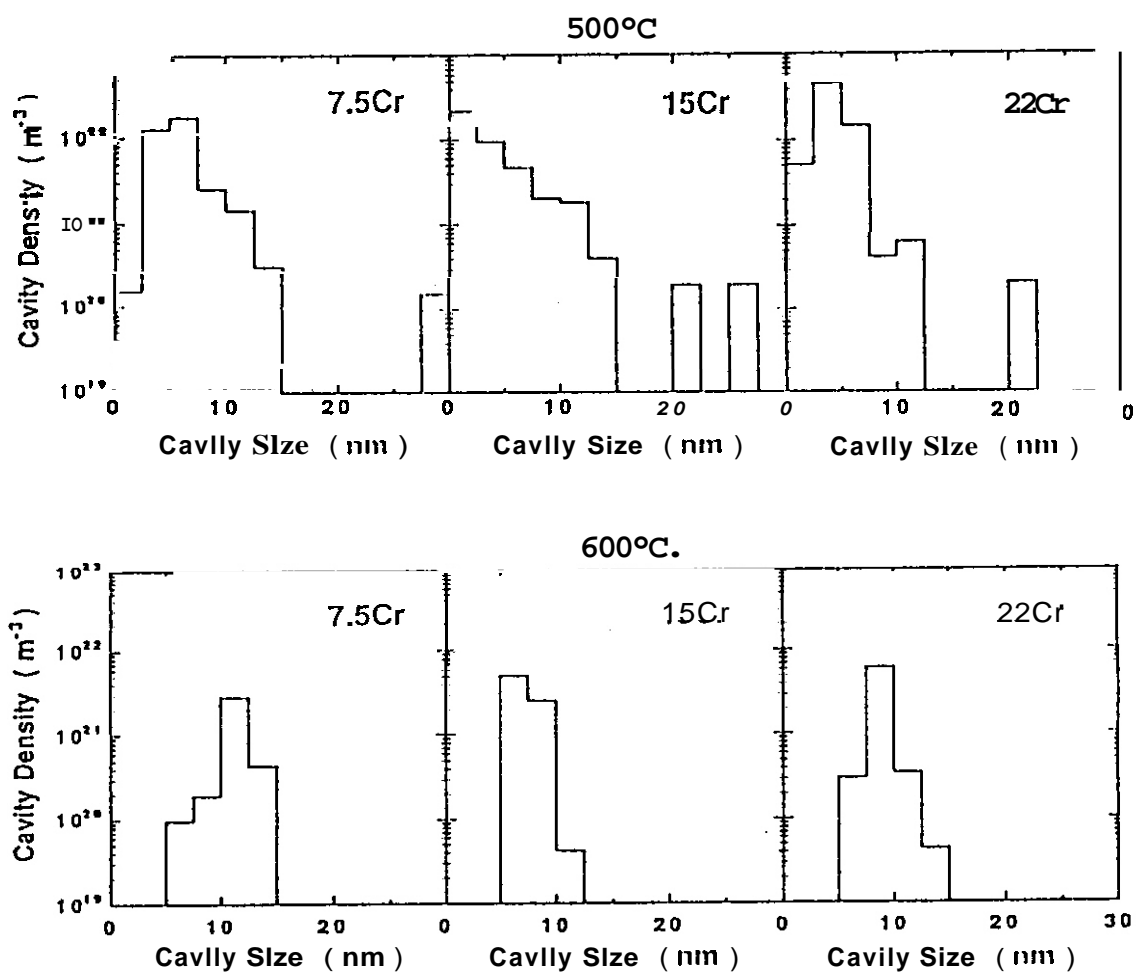 500°C
7.5Cr 15Cr 22Cr
Cavity Density ( m⁻³ )
10²²
10²⁰
10¹⁹
0 10 20 0 10 20 0 10 20 0
Cavlly Slze ( nm ) Cavlly Size ( nm ) Cavlly Slze ( nm )
600°C.
7.5Cr 15Cr 22Cr
Cavity Density ( m⁻³ )
10²³
10²²
10²¹
10²⁰
10¹⁹
0 10 20 0 10 20 0 10 20 30
Cavlly Slze ( nm ) Cavlly Slze ( nm ) Cavily Size ( nm )